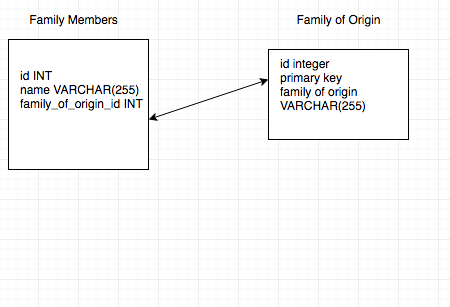 Family Members
id INT
name VARCHAR(255)
family_of_origin_id INT
Family of Origin
id integer
primary key
family of origin
VARCHAR(255)